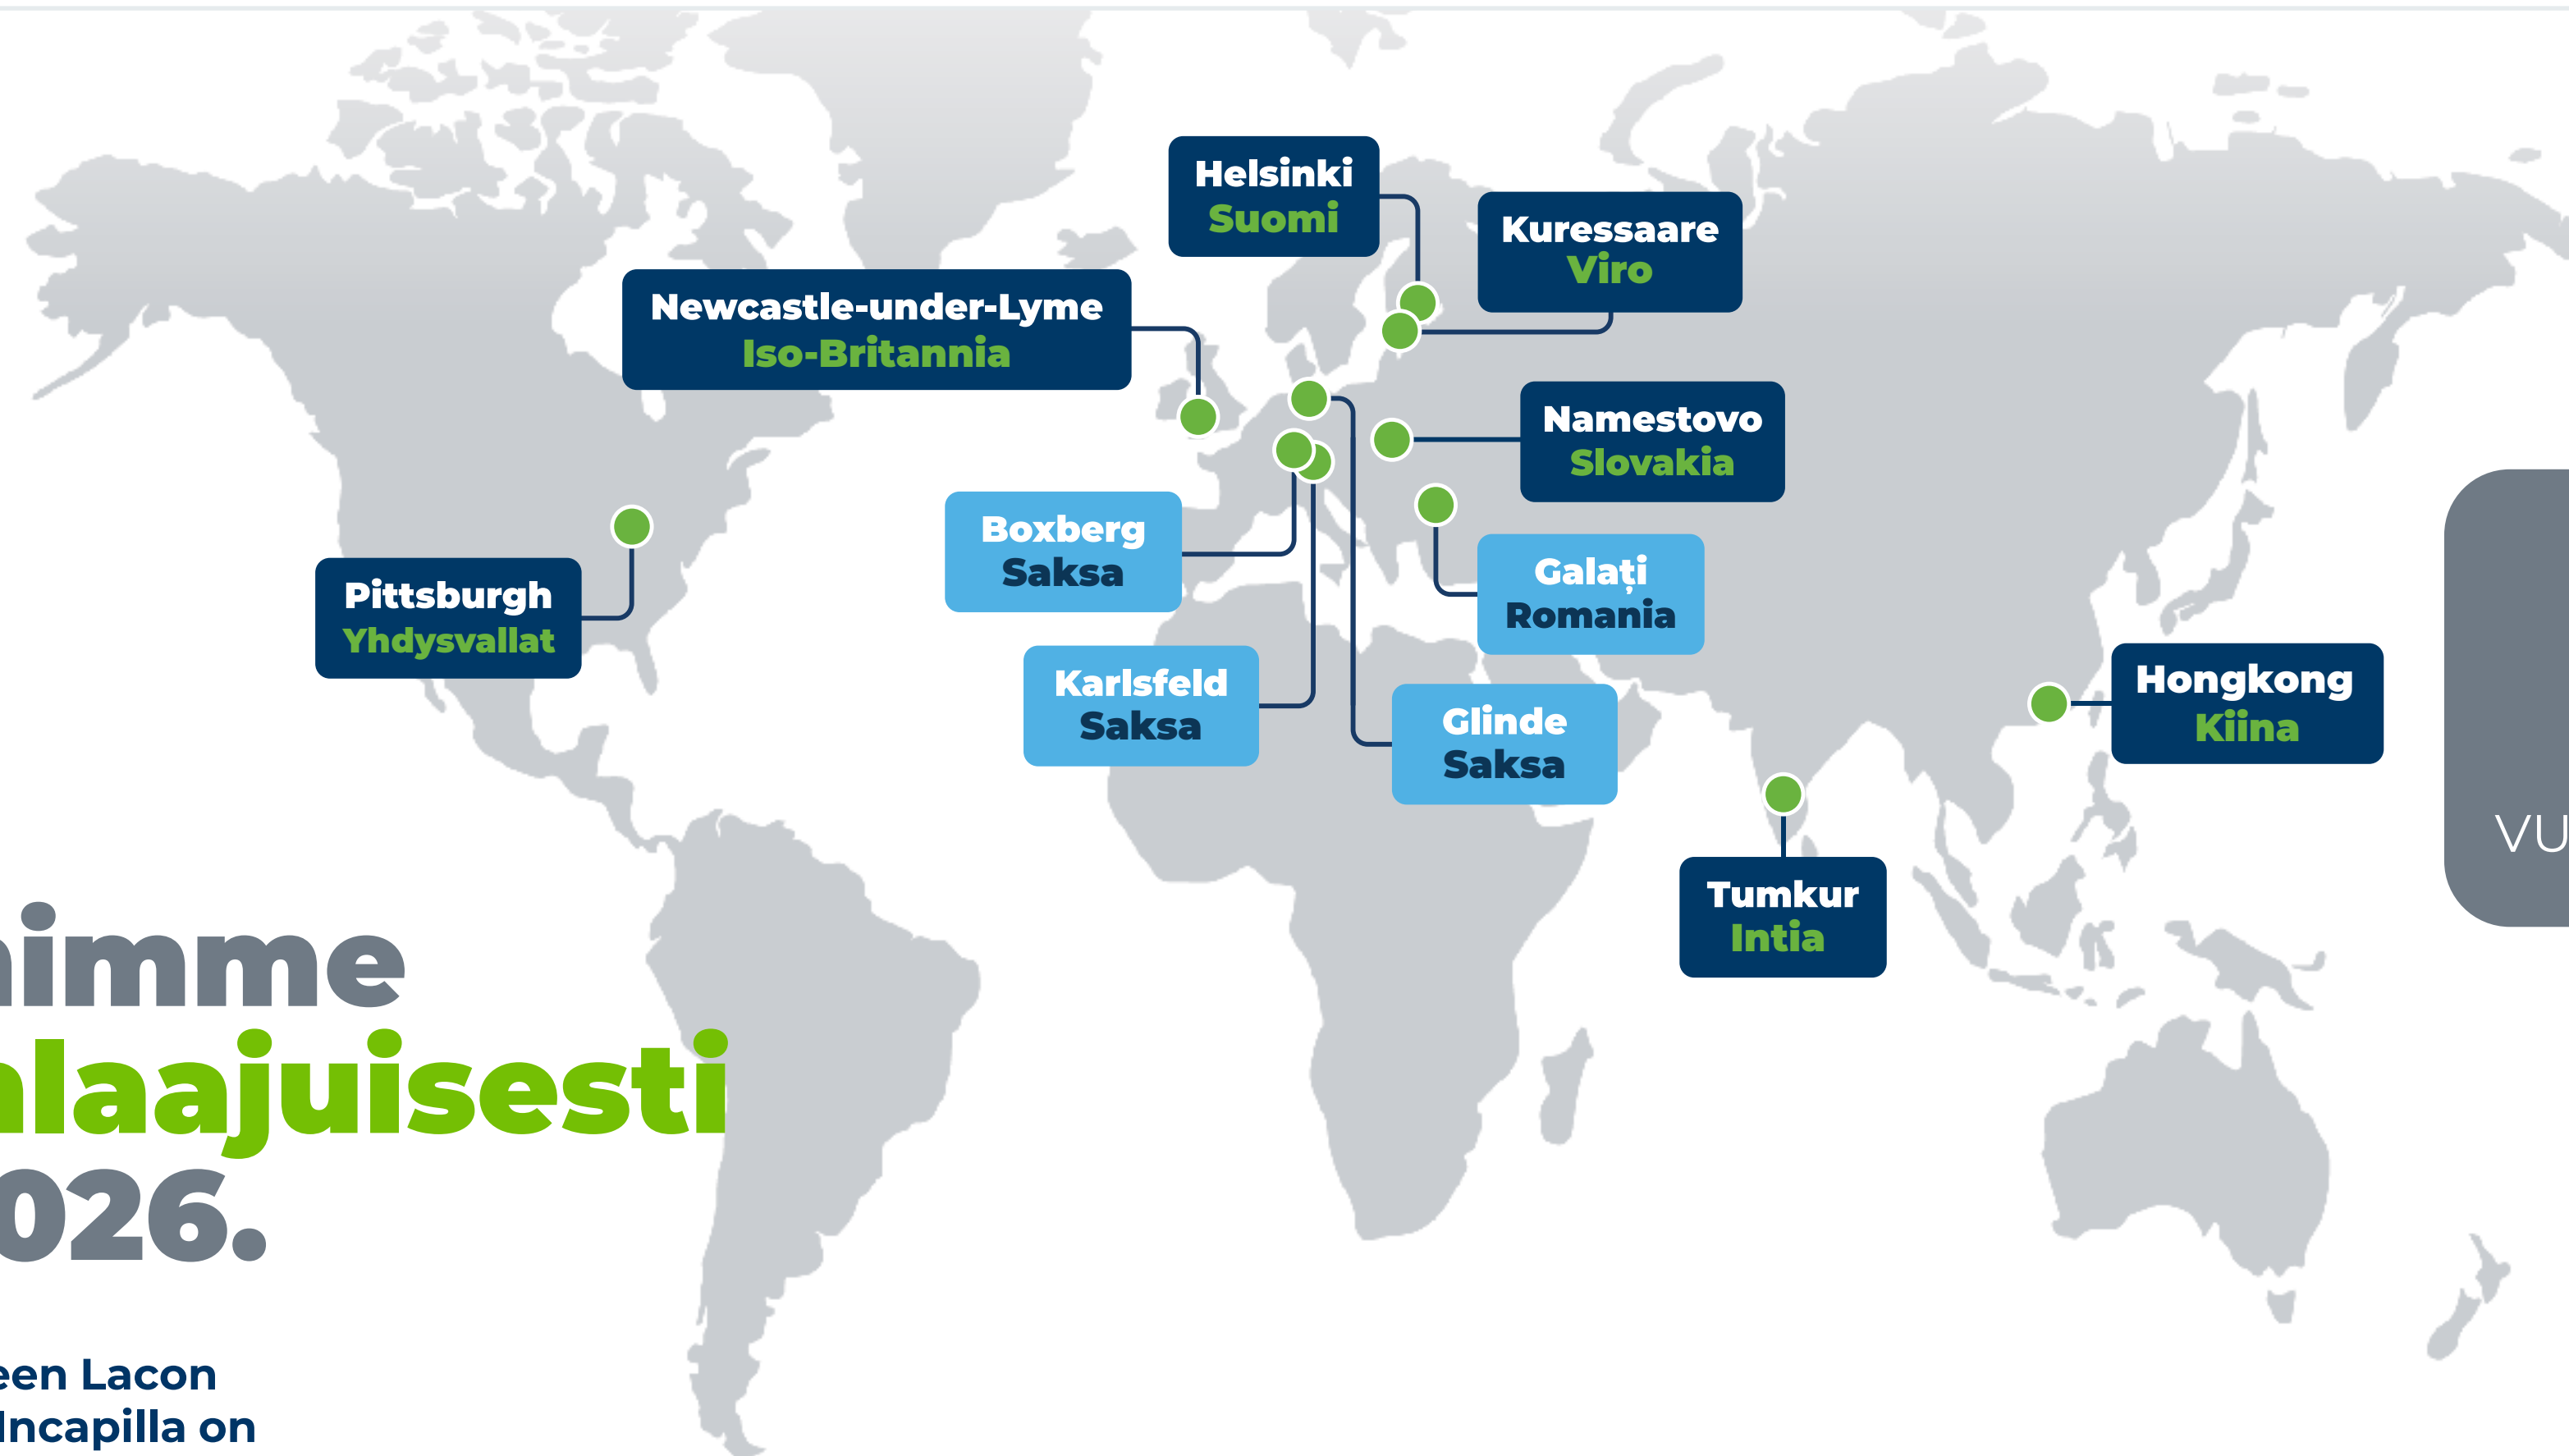 Helsinki
Suomi
Kuressaare
Viro
Newcastle-under-Lyme
Iso-Britannia
Namestovo
Slovakia
Boxberg
Saksa
Galați
Romania
Pittsburgh
Yhdysvallat
Karlsfeld
Saksa
Glinde
Saksa
Hongkong
Kiina
Tumkur
Intia
imme
laajuisesti
026.
een Lacon
Incapilla on
VU